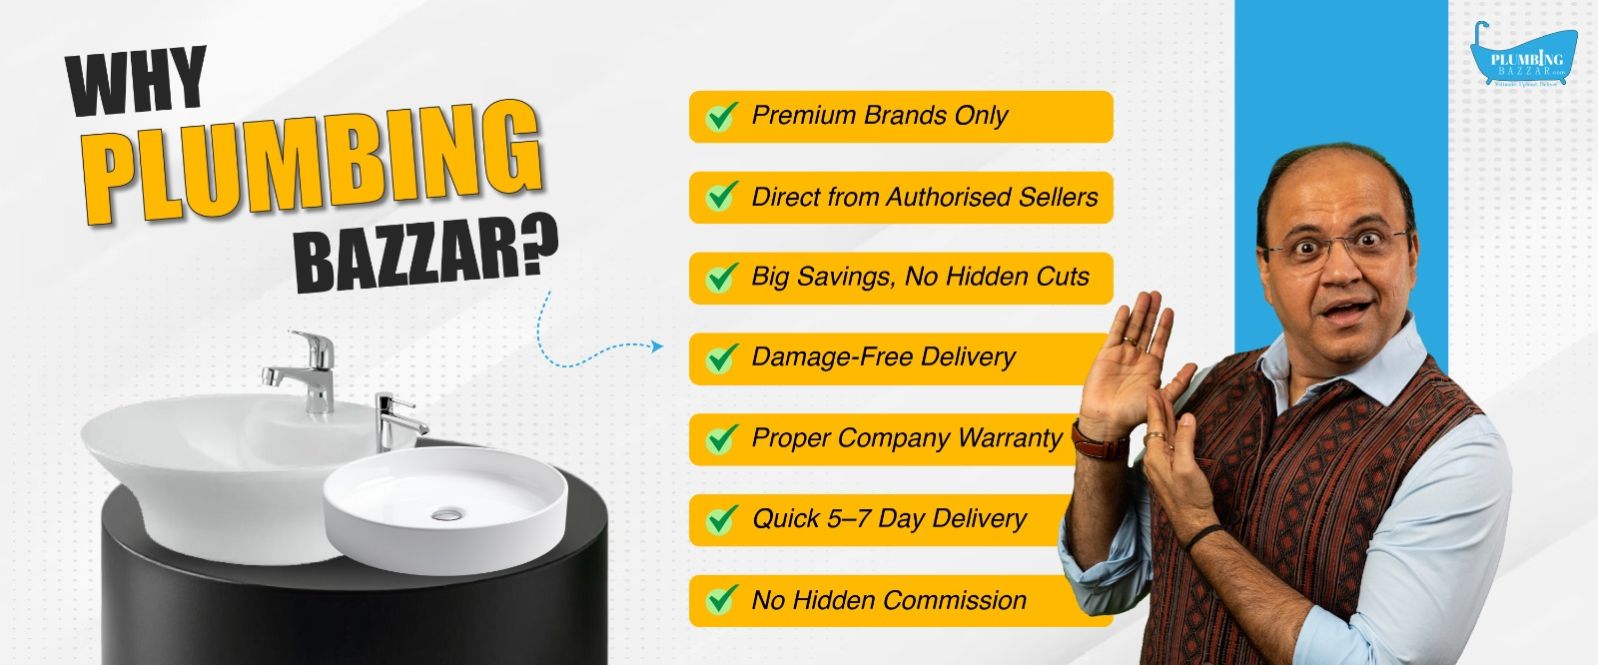 WHY
PLUMBING
BAZZAR?
Premium Brands Only
Direct from Authorised Sellers
Big Savings, No Hidden Cuts
Damage-Free Delivery
Proper Company Warranty
Quick 5–7 Day Delivery
No Hidden Commission
PLUMBING
BAZZAR.com